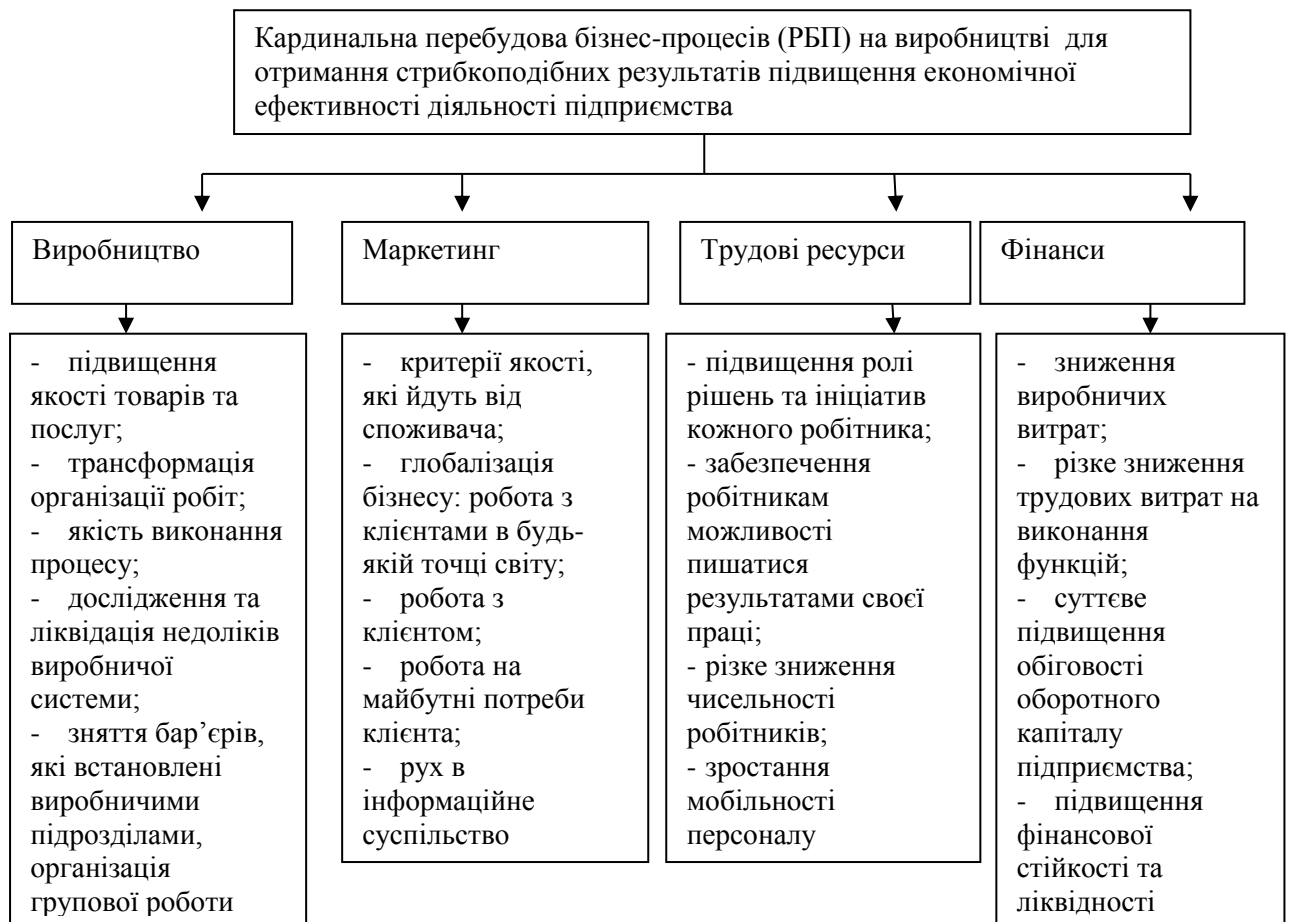 Кардинальна перебудова бізнес-процесів (РБП) на виробництві для
отримання стрибкоподібних результатів підвищення економічної
ефективності діяльності підприємства
Виробництво
Маркетинг
Трудові ресурси
Фінанси
- підвищення
якості товарів та
послуг;
- трансформація
організації робіт;
- якість виконання
процесу;
- дослідження та
ліквідація недоліків
виробничої
системи;
- зняття бар’єрів,
які встановлені
виробничими
підрозділами,
організація
групової роботи
- критерії якості,
які йдуть від
споживача;
- глобалізація
бізнесу: робота з
клієнтами в будь-
якій точці світу;
- робота з
клієнтом;
- робота на
майбутні потреби
клієнта;
- рух в
інформаційне
суспільство
- підвищення ролі
рішень та ініціатив
кожного робітника;
- забезпечення
робітникам
можливості
пишатися
результатами своєї
праці;
- різке зниження
чисельності
робітників;
- зростання
мобільності
персоналу
- зниження
виробничих
витрат;
- різке зниження
трудових витрат на
виконання
функцій;
- суттєве
підвищення
обіговості
оборотного
капіталу
підприємства;
- підвищення
фінансової
стійкості та
ліквідності